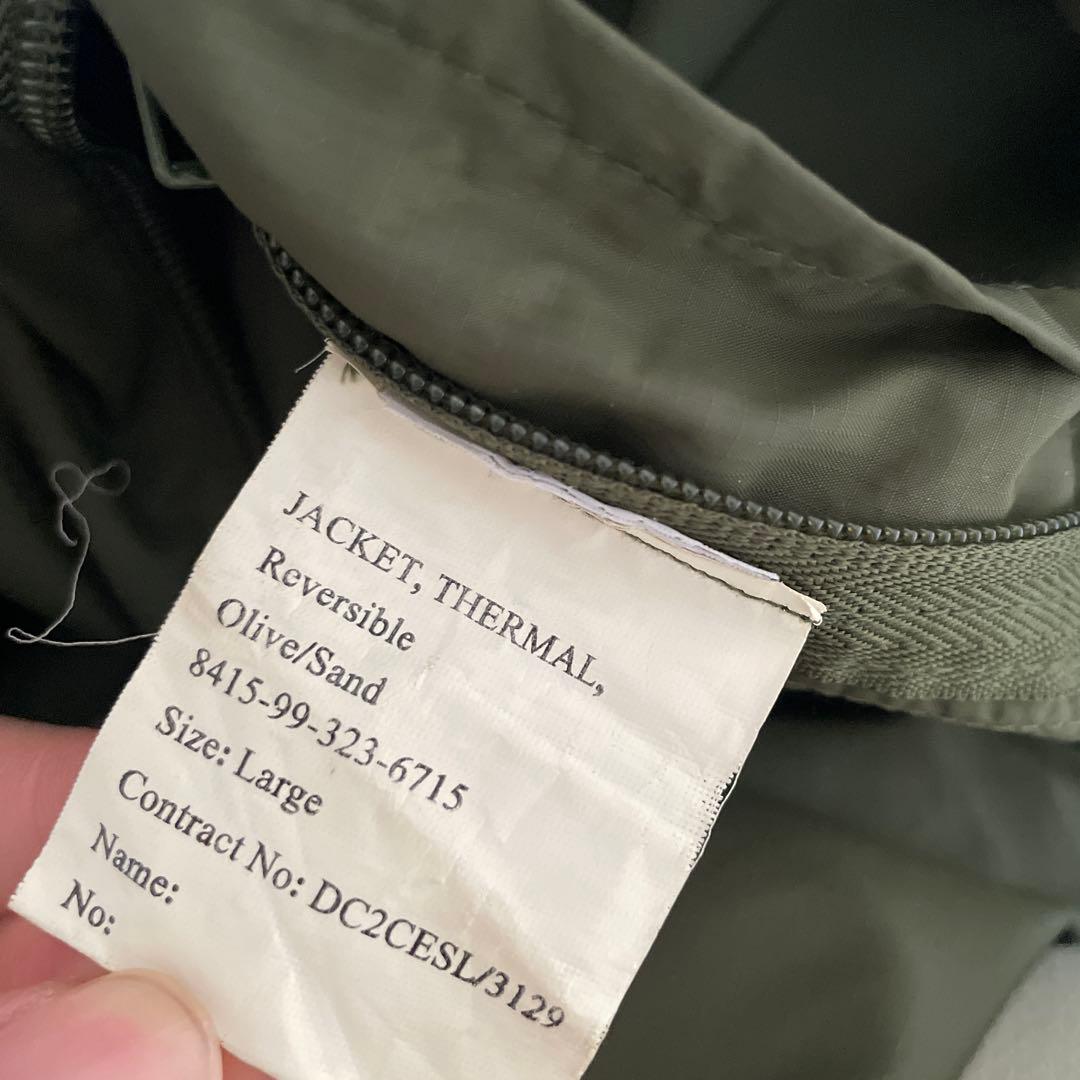 JACKET, THERMAL,
Reversible
Olive/Sand
8415-99-323-6715
Size: Large
Contract No: DC2CESL/3129
Name:
No: